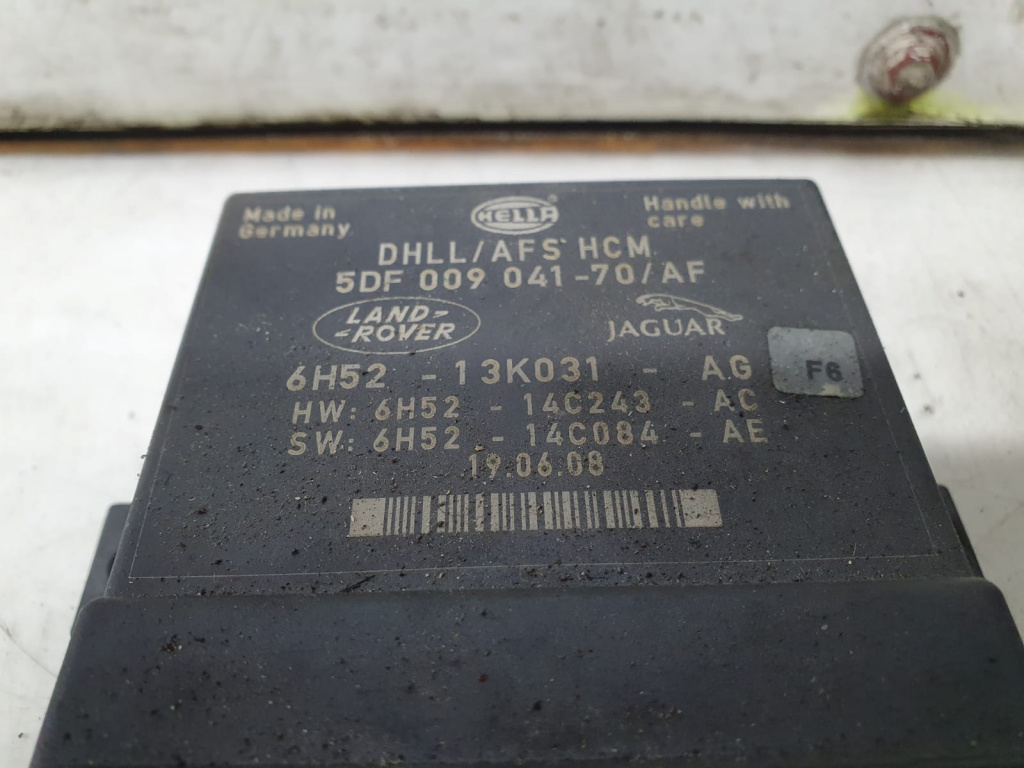 Made in
Germany
HELLA®
Handle with
care
DHLL/AFS HCM
5DF 009 041-70/AF
LAND-
-ROVER
JAGUAR
6H52 - 13K031 - AG
F6
HW: 6H52 - 14C243 - AC
SW: 6H52 - 14C084 - AE
19.06.08